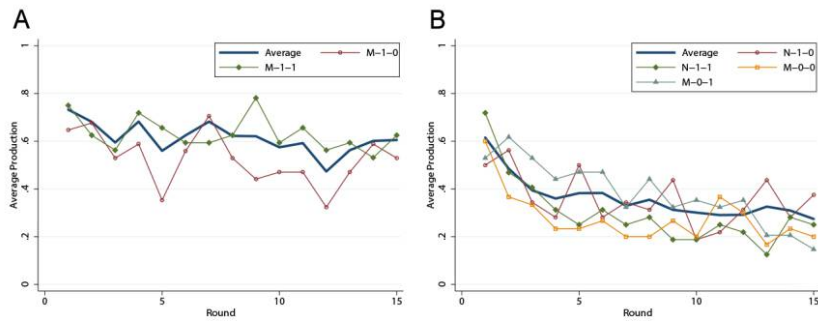 A
Average
M-1-0
M-1-1
1
.8
.6
.4
.2
0
Average Production
0
5
10
15
Round
B
Average
N-1-0
N-1-1
M-0-0
M-0-1
1
.8
.6
.4
.2
0
Average Production
0
5
10
15
Round